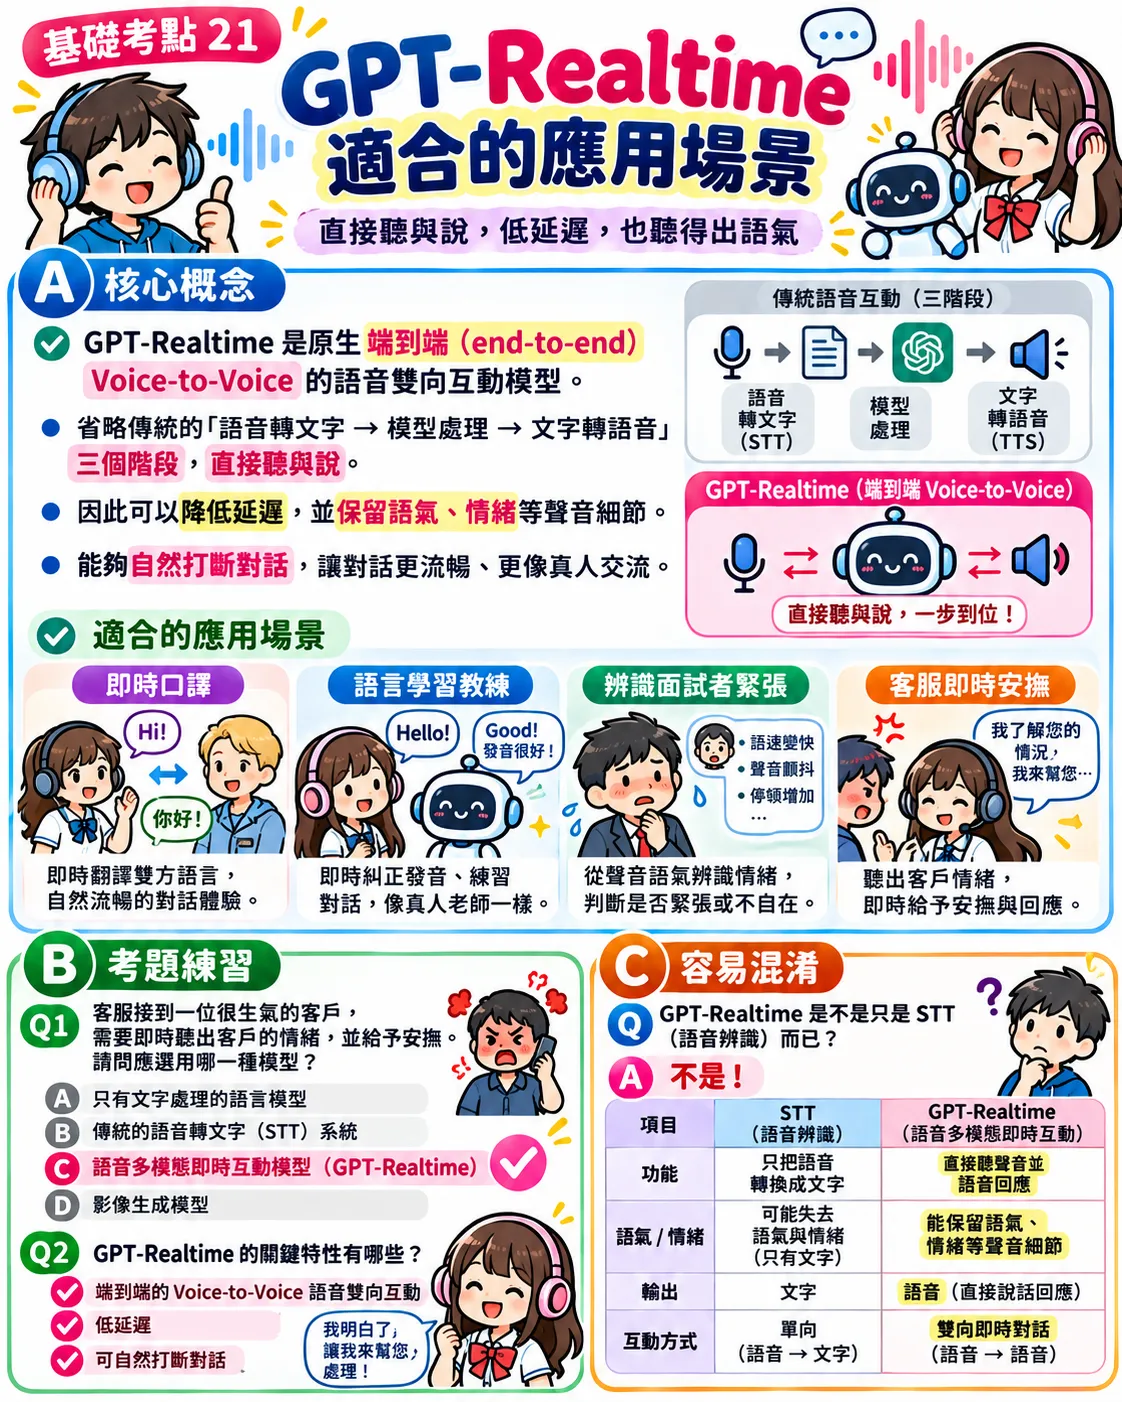 基礎考點 21
GPT-Realtime
適合的應用場景
直接聽與說，低延遲，也聽得出語氣
A 核心概念
GPT-Realtime 是原生 端到端（end-to-end）
Voice-to-Voice 的語音雙向互動模型。
省略傳統的「語音轉文字 → 模型處理 → 文字轉語音」
三個階段，直接聽與說。
因此可以降低延遲，並保留語氣、情緒等聲音細節。
能夠自然打斷對話，讓對話更流暢、更像真人交流。
傳統語音互動（三階段）
語音
轉文字
（STT）
模型
處理
文字
轉語音
（TTS）
GPT-Realtime（端到端 Voice-to-Voice）
直接聽與說，一步到位！
適合的應用場景
即時口譯
Hi!
你好！
即時翻譯雙方語言，
自然流暢的對話體驗。
語言學習教練
Hello!
Good!
發音很好！
即時糾正發音、練習
對話，像真人老師一樣。
辨識面試者緊張
• 語速變快
• 聲音顫抖
• 停頓增加
...
從聲音語氣辨識情緒，
判斷是否緊張或不自在。
客服即時安撫
我了解您的
情況，
我來幫您…
聽出客戶情緒，
即時給予安撫與回應。
B 考題練習
Q1 客服接到一位很生氣的客戶，
需要即時聽出客戶的情緒，並給予安撫。
請問應選用哪一種模型？
A 只有文字處理的語言模型
B 傳統的語音轉文字（STT）系統
C 語音多模態即時互動模型（GPT-Realtime）
D 影像生成模型
Q2 GPT-Realtime 的關鍵特性有哪些？
端到端的 Voice-to-Voice 語音雙向互動
低延遲
可自然打斷對話
我明白了，
讓我來幫您，
處理！
C 容易混淆
?
Q GPT-Realtime 是不是只是 STT
（語音辨識）而已？
A 不是！
項目
STT
（語音辨識）
GPT-Realtime
（語音多模態即時互動）
功能
只把語音
轉換成文字
直接聽聲音並
語音回應
語氣 / 情緒
可能失去
語氣與情緒
（只有文字）
能保留語氣、
情緒等聲音細節
輸出
文字
語音（直接說話回應）
互動方式
單向
（語音 → 文字）
雙向即時對話
（語音 → 語音）